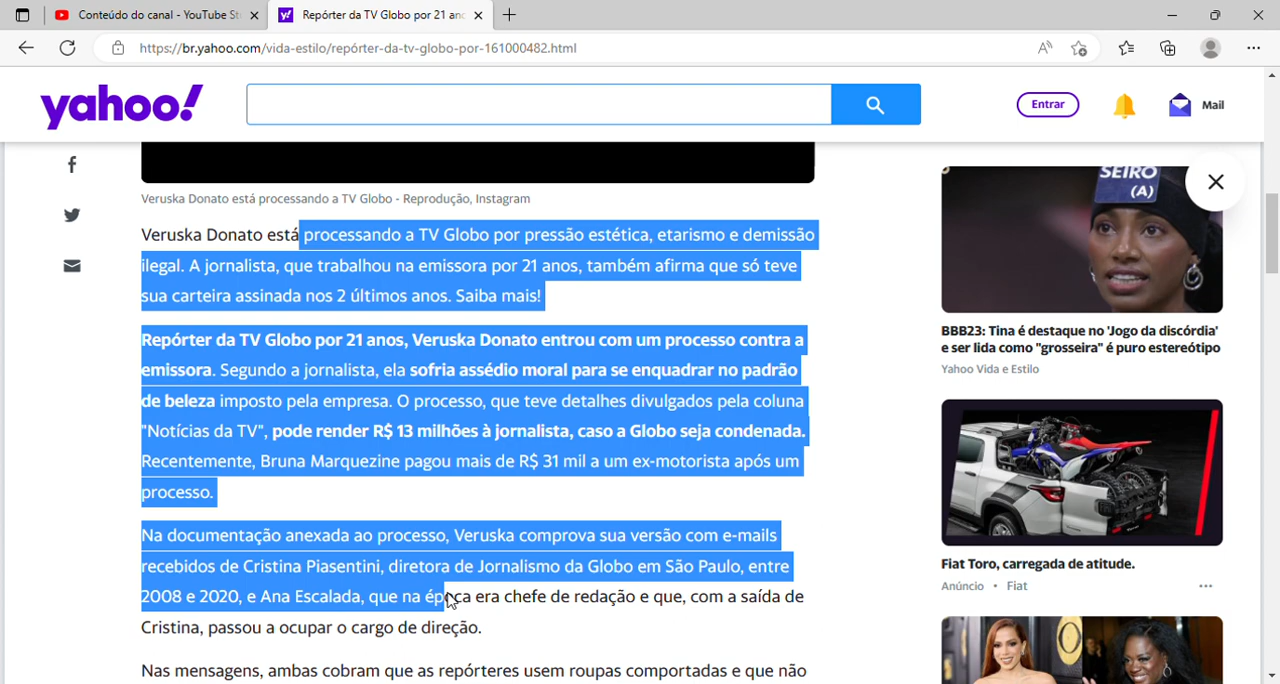 Conteúdo do canal - YouTube St
Repórter da TV Globo por 21 ano
https://br.yahoo.com/vida-estilo/repórter-da-tv-globo-por-161000482.html
yahoo!
Entrar
Mail
Veruska Donato está processando a TV Globo - Reprodução, Instagram
Veruska Donato está processando a TV Globo por pressão estética, etarismo e demissão
ilegal. A jornalista, que trabalhou na emissora por 21 anos, também afirma que só teve
sua carteira assinada nos 2 últimos anos. Saiba mais!
Repórter da TV Globo por 21 anos, Veruska Donato entrou com um processo contra a
emissora. Segundo a jornalista, ela sofria assédio moral para se enquadrar no padrão
de beleza imposto pela empresa. O processo, que teve detalhes divulgados pela coluna
"Notícias da TV", pode render R$ 13 milhões à jornalista, caso a Globo seja condenada.
Recentemente, Bruna Marquezine pagou mais de R$ 31 mil a um ex-motorista após um
processo.
Na documentação anexada ao processo, Veruska comprova sua versão com e-mails
recebidos de Cristina Piasentini, diretora de Jornalismo da Globo em São Paulo, entre
2008 e 2020, e Ana Escalada, que na época era chefe de redação e que, com a saída de
Cristina, passou a ocupar o cargo de direção.
Nas mensagens, ambas cobram que as repórteres usem roupas comportadas e que não
SEIRO
(A)
BBB23: Tina é destaque no 'Jogo da discórdia'
e ser lida como "grosseira" é puro estereótipo
Yahoo Vida e Estilo
Fiat Toro, carregada de atitude.
Anúncio • Fiat